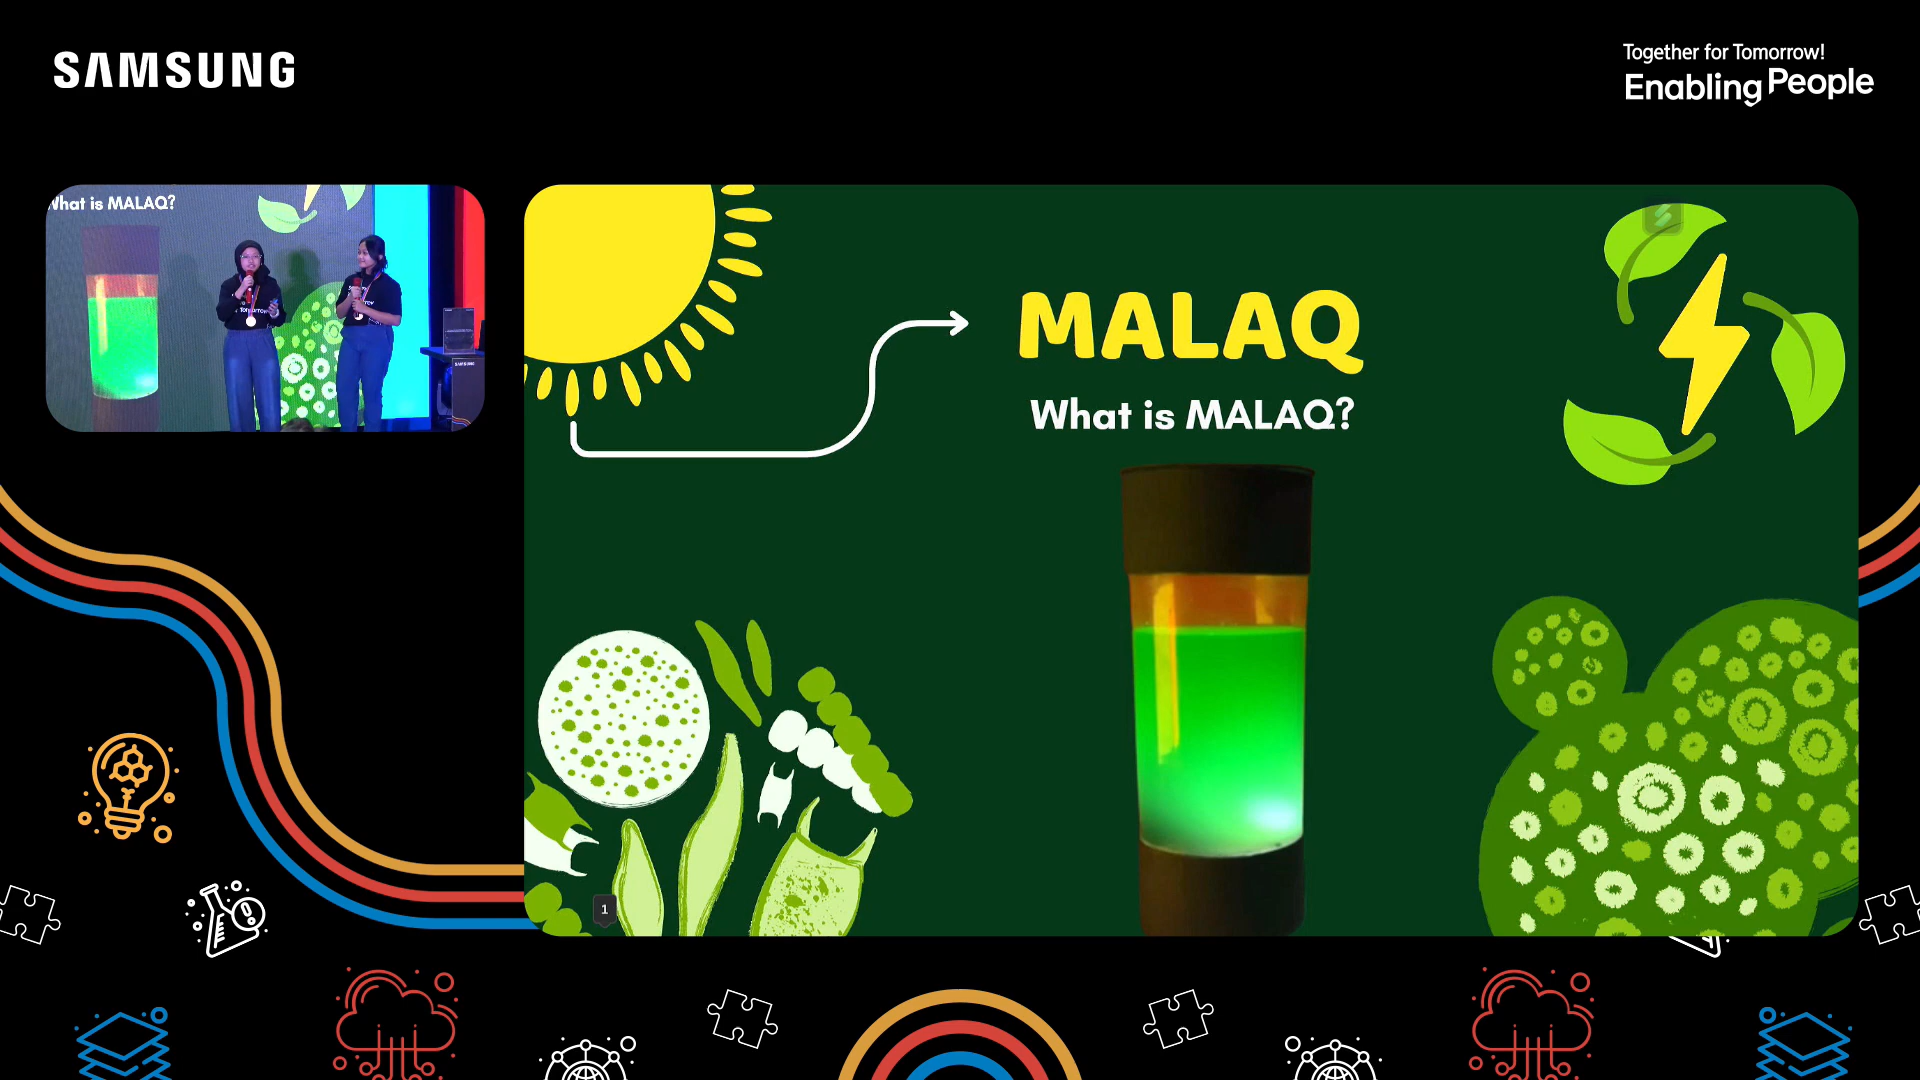 SAMSUNG
Together for Tomorrow!
Enabling People
What is MALAQ?
MALAQ
What is MALAQ?
1